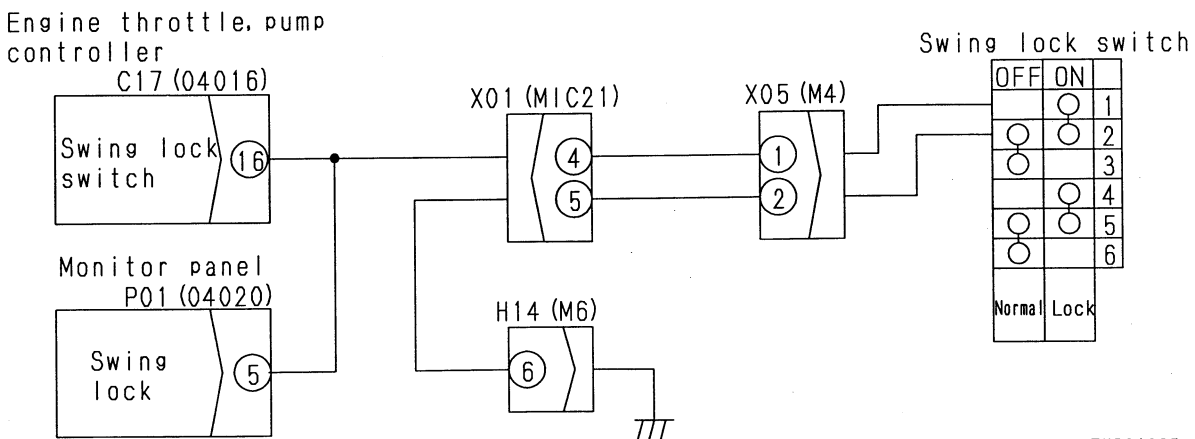 Engine throttle, pump
controller
C17 (04016)
Swing lock
switch
16
X01 (MIC21)
4
5
X05 (M4)
1
2
Swing lock switch
OFF ON
1
2
3
4
5
6
Normal Lock
Monitor panel
P01 (04020)
Swing
lock
5
H14 (M6)
6